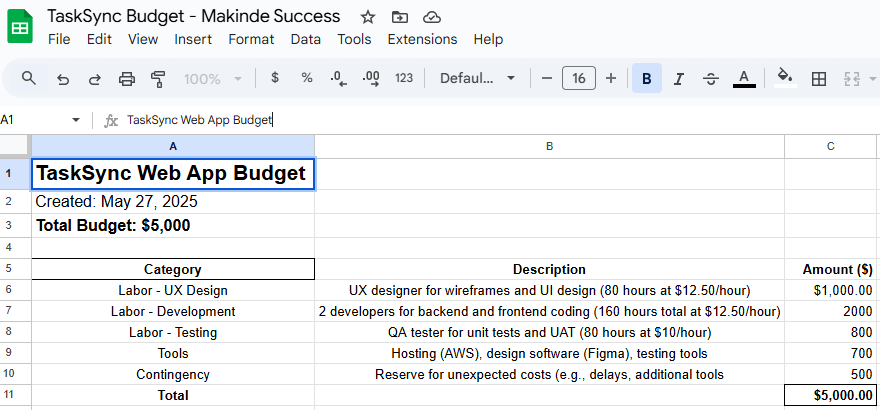 TaskSync Budget - Makinde Success
File Edit View Insert Format Data Tools Extensions Help
100% $ % .0 .00 123 Defaul... 16 B I S A
A1 fx TaskSync Web App Budget
A B C
1 TaskSync Web App Budget
2 Created: May 27, 2025
3 Total Budget: $5,000
4
5 Category Description Amount ($)
6 Labor - UX Design UX designer for wireframes and UI design (80 hours at $12.50/hour) $1,000.00
7 Labor - Development 2 developers for backend and frontend coding (160 hours total at $12.50/hour) 2000
8 Labor - Testing QA tester for unit tests and UAT (80 hours at $10/hour) 800
9 Tools Hosting (AWS), design software (Figma), testing tools 700
10 Contingency Reserve for unexpected costs (e.g., delays, additional tools 500
11 Total $5,000.00